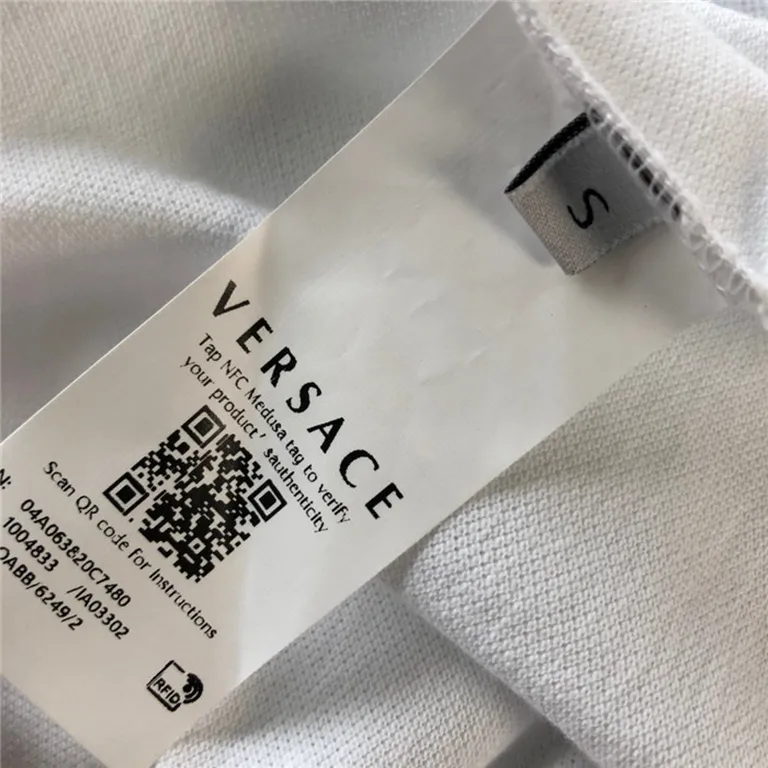 S
VERSACE
Tap NFC Medusa tag to verify
your product' sauthenticity
Scan QR code for Instructions
N: 04A063820C7480
1004833 /IA03302
OABB/6249/2
RFID